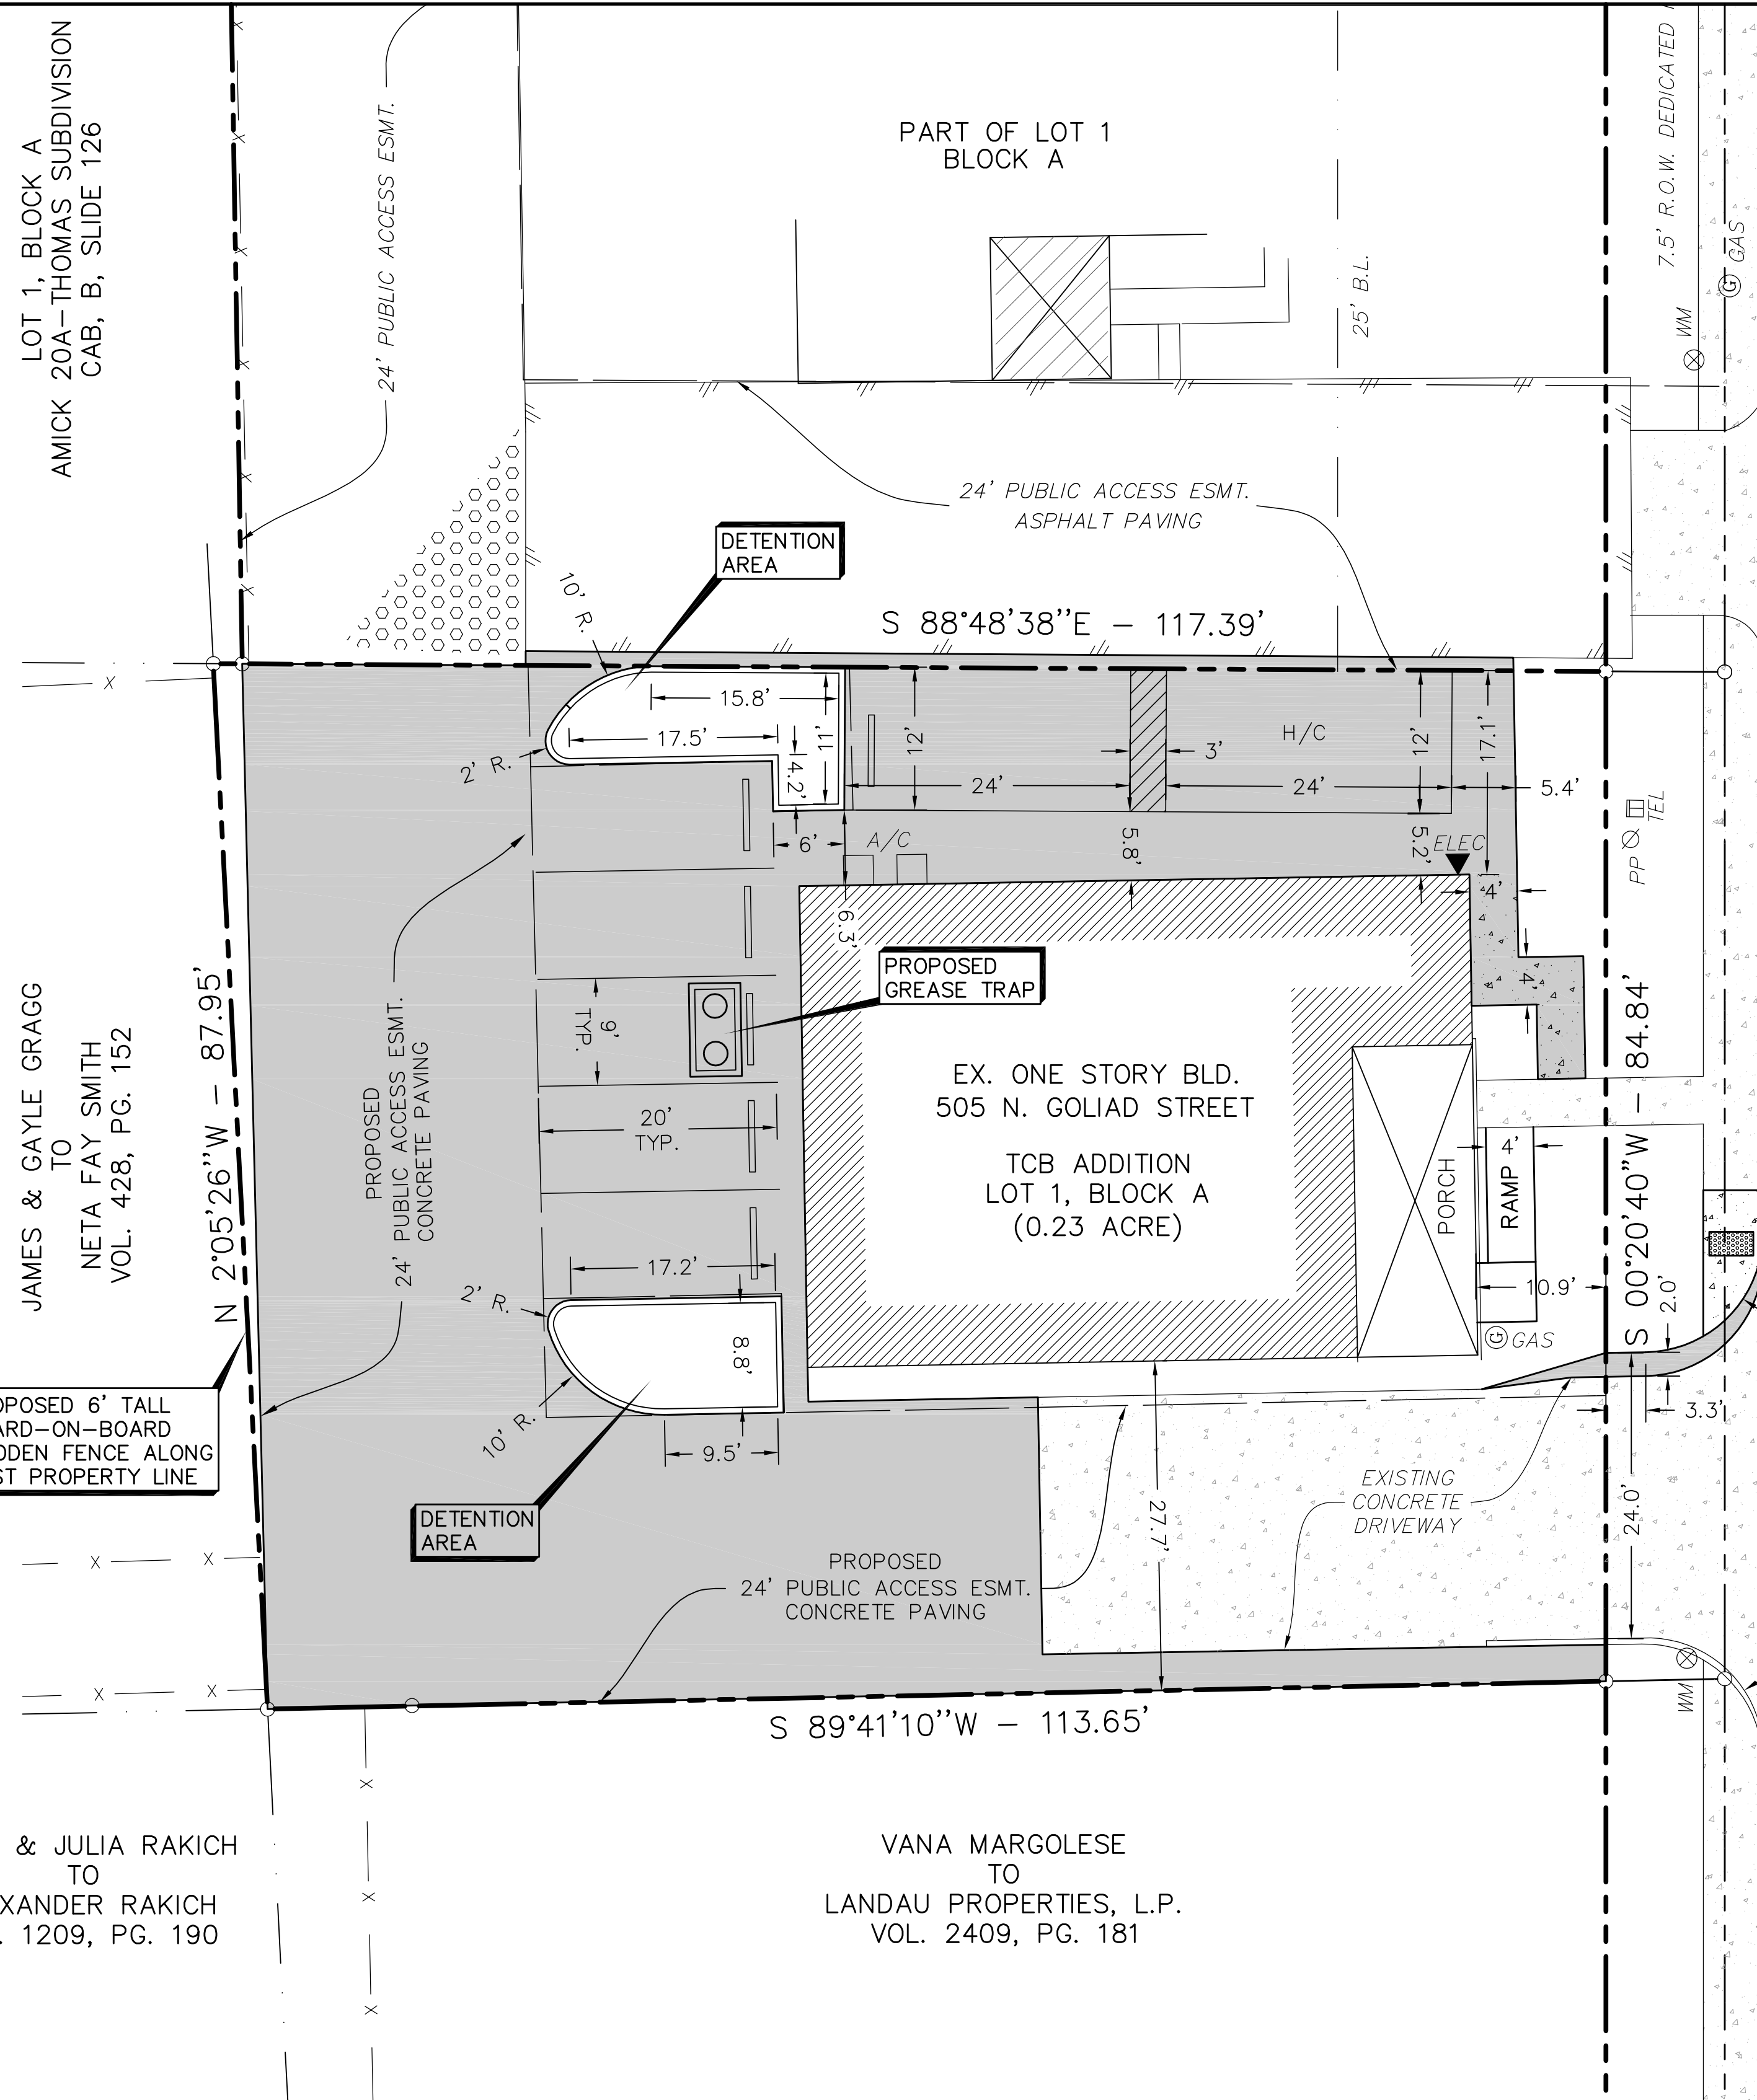 LOT 1, BLOCK A
AMICK 20A-THOMAS SUBDIVISION
CAB, B, SLIDE 126
24' PUBLIC ACCESS ESMT.
PART OF LOT 1
BLOCK A
25' B.L.
7.5' R.O.W. DEDICATED
WM
G GAS
24' PUBLIC ACCESS ESMT.
ASPHALT PAVING
DETENTION
AREA
10' R.
S 88°48'38"E - 117.39'
15.8'
17.5'
11'
4.2'
2' R.
6'
12'
24'
3'
H/C
24'
12'
17.1'
5.4'
A/C
5.8'
5.2'
ELEC
4'
4'
6.3'
PP
TEL
JAMES & GAYLE GRAGG
TO
NETA FAY SMITH
VOL. 428, PG. 152
N 2°05'26"W - 87.95'
PROPOSED
24' PUBLIC ACCESS ESMT.
CONCRETE PAVING
9'
TYP.
20'
TYP.
PROPOSED
GREASE TRAP
EX. ONE STORY BLD.
505 N. GOLIAD STREET
TCB ADDITION
LOT 1, BLOCK A
(0.23 ACRE)
PORCH
RAMP
4'
10.9'
G GAS
S 00°20'40"W - 84.84'
2.0'
3.3'
24.0'
17.2'
2' R.
8.8'
10' R.
9.5'
6' TALL
FENCE ALONG
PROPERTY LINE
DETENTION
AREA
27.7'
EXISTING
CONCRETE
DRIVEWAY
PROPOSED
24' PUBLIC ACCESS ESMT.
CONCRETE PAVING
WM
S 89°41'10"W - 113.65'
& JULIA RAKICH
TO
RAKICH
1209, PG. 190
VANA MARGOLESE
TO
LANDAU PROPERTIES, L.P.
VOL. 2409, PG. 181